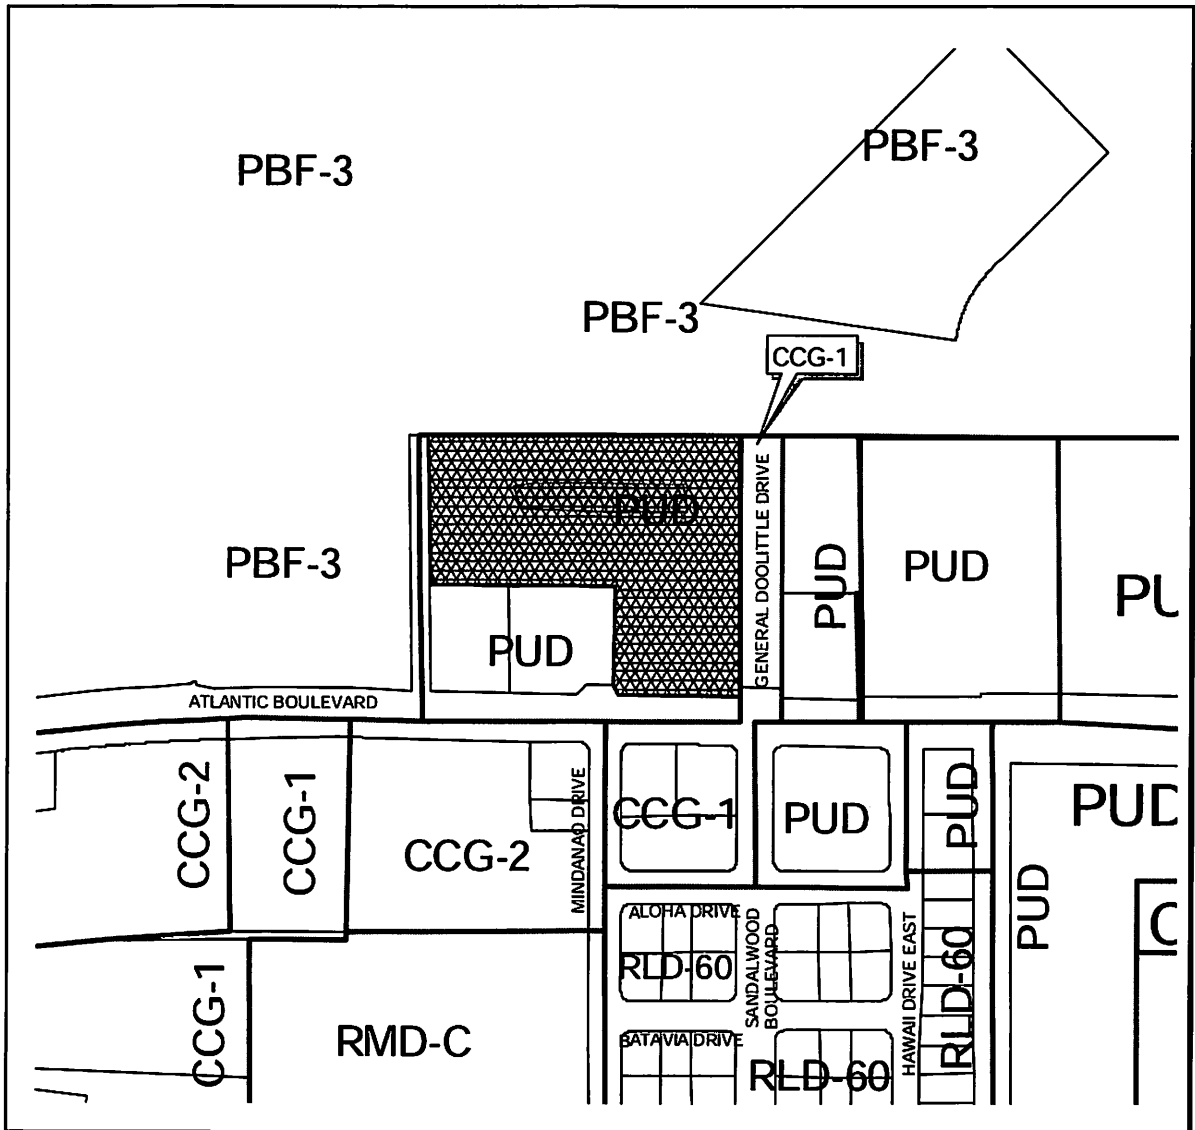 PBF-3
PBF-3
PBF-3
CCG-1
PUD
GENERAL DOOLITTLE DRIVE
PBF-3
PUD
PUD
PUD
ATLANTIC BOULEVARD
CCG-2
CCG-1
CCG-2
MINDANAO DRIVE
CCG-1
PUD
PUD
PUD
PUD
ALOHA DRIVE
SANDALWOOD
BOULEVARD
HAWAII DRIVE EAST
RLD-60
RLD-60
CCG-1
RMD-C
BATAVIA DRIVE
RLD-60